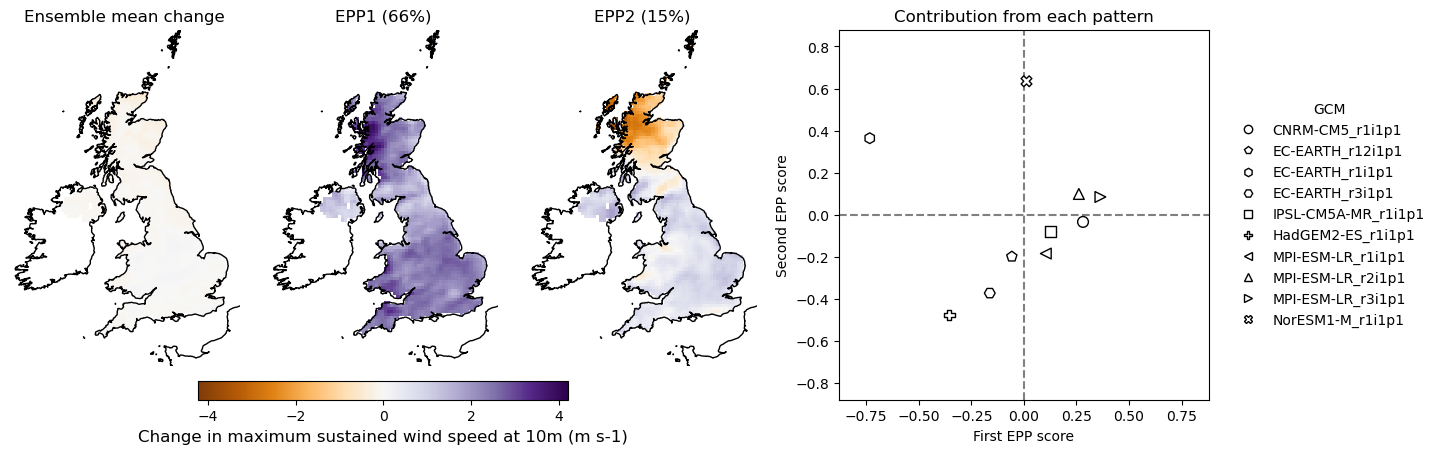 Ensemble mean change
EPP1 (66%)
EPP2 (15%)
−4
−2
0
2
4
Change in maximum sustained wind speed at 10m (m s-1)
Contribution from each pattern
Second EPP score
0.8
0.6
0.4
0.2
0.0
−0.2
−0.4
−0.6
−0.8
−0.75
−0.50
−0.25
0.00
0.25
0.50
0.75
First EPP score
GCM
CNRM-CM5_r1i1p1
EC-EARTH_r12i1p1
EC-EARTH_r1i1p1
EC-EARTH_r3i1p1
IPSL-CM5A-MR_r1i1p1
HadGEM2-ES_r1i1p1
MPI-ESM-LR_r1i1p1
MPI-ESM-LR_r2i1p1
MPI-ESM-LR_r3i1p1
NorESM1-M_r1i1p1